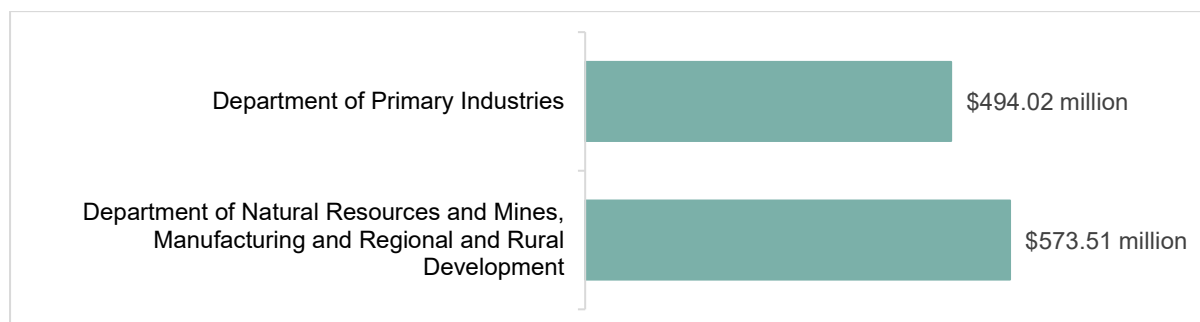 Department of Primary Industries
$494.02 million
Department of Natural Resources and Mines,
Manufacturing and Regional and Rural
Development
$573.51 million